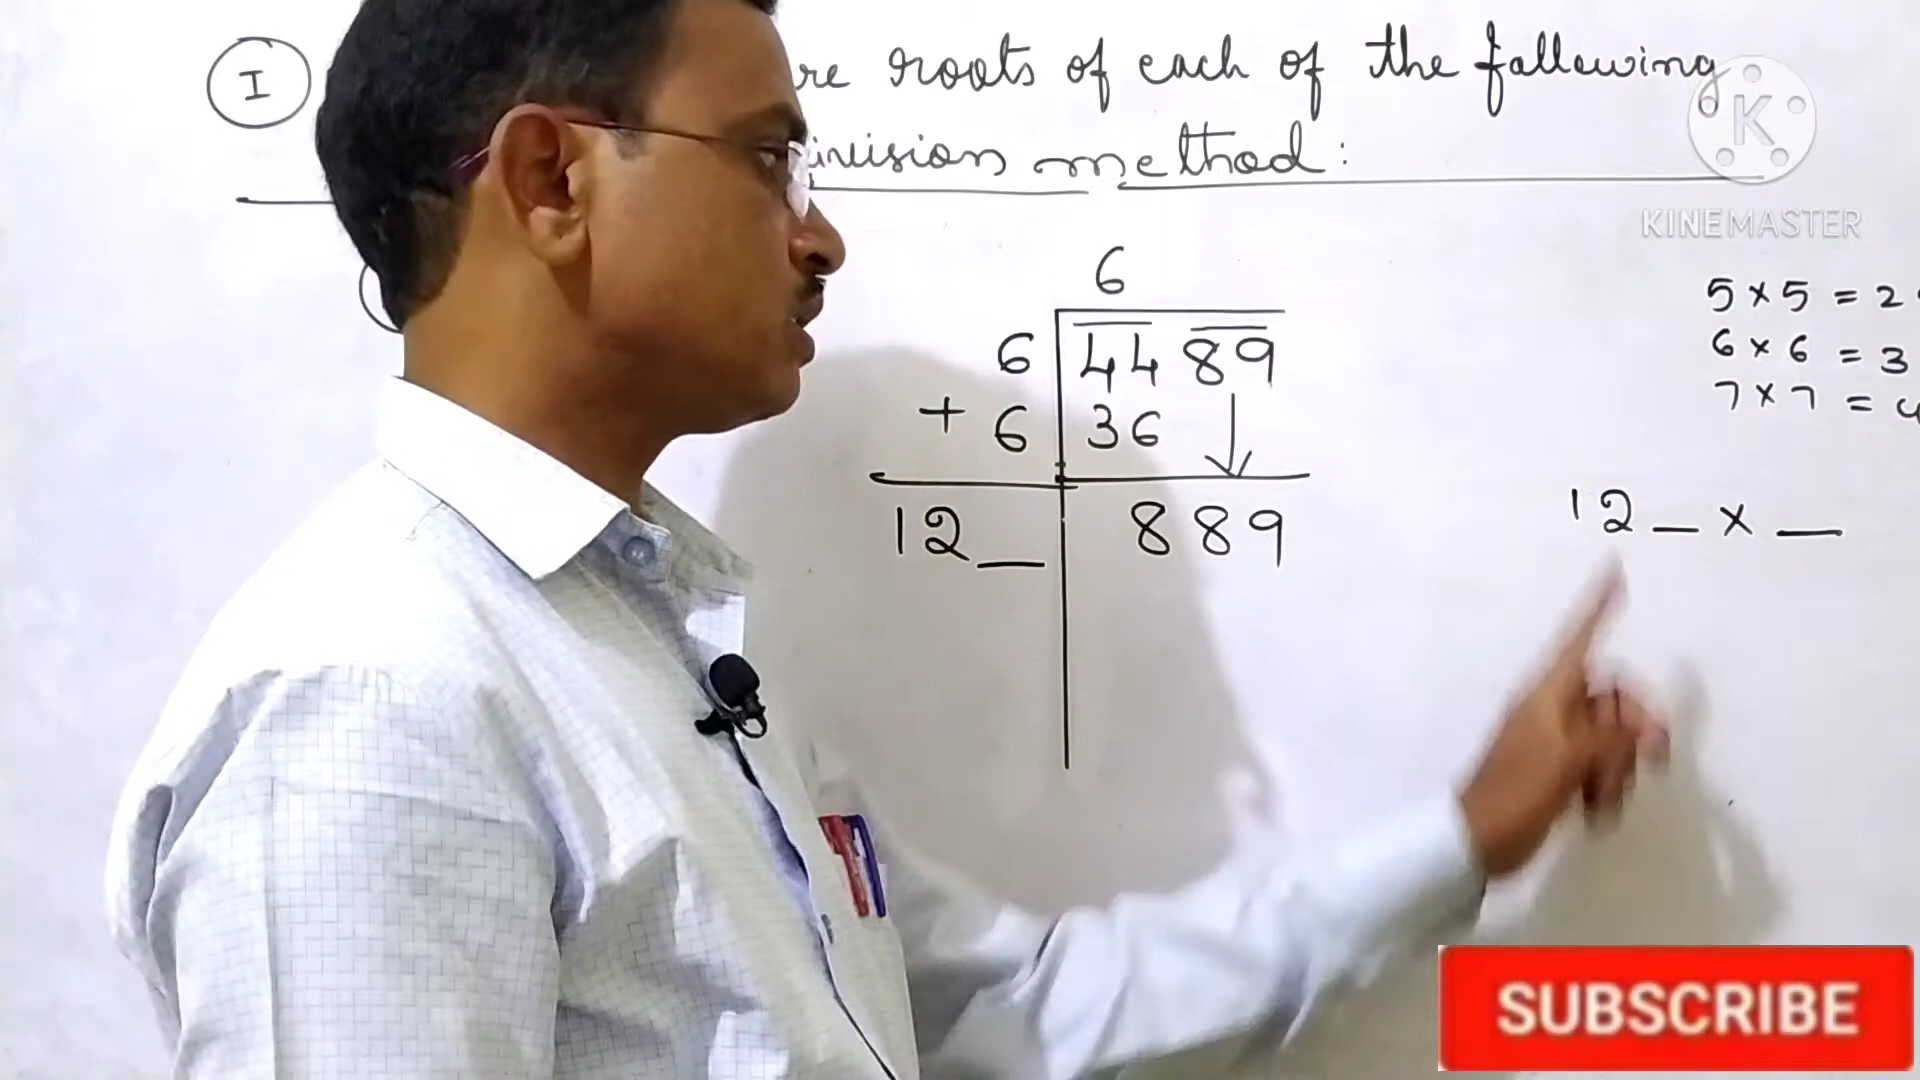 I re roots of each of the fallewing
ivision method:
K
KINEMASTER
6
6 44 89
+ 6 36
12_ 889
5 × 5 = 2
6 × 6 = 3
7 × 7 = 4
12_ × _
SUBSCRIBE